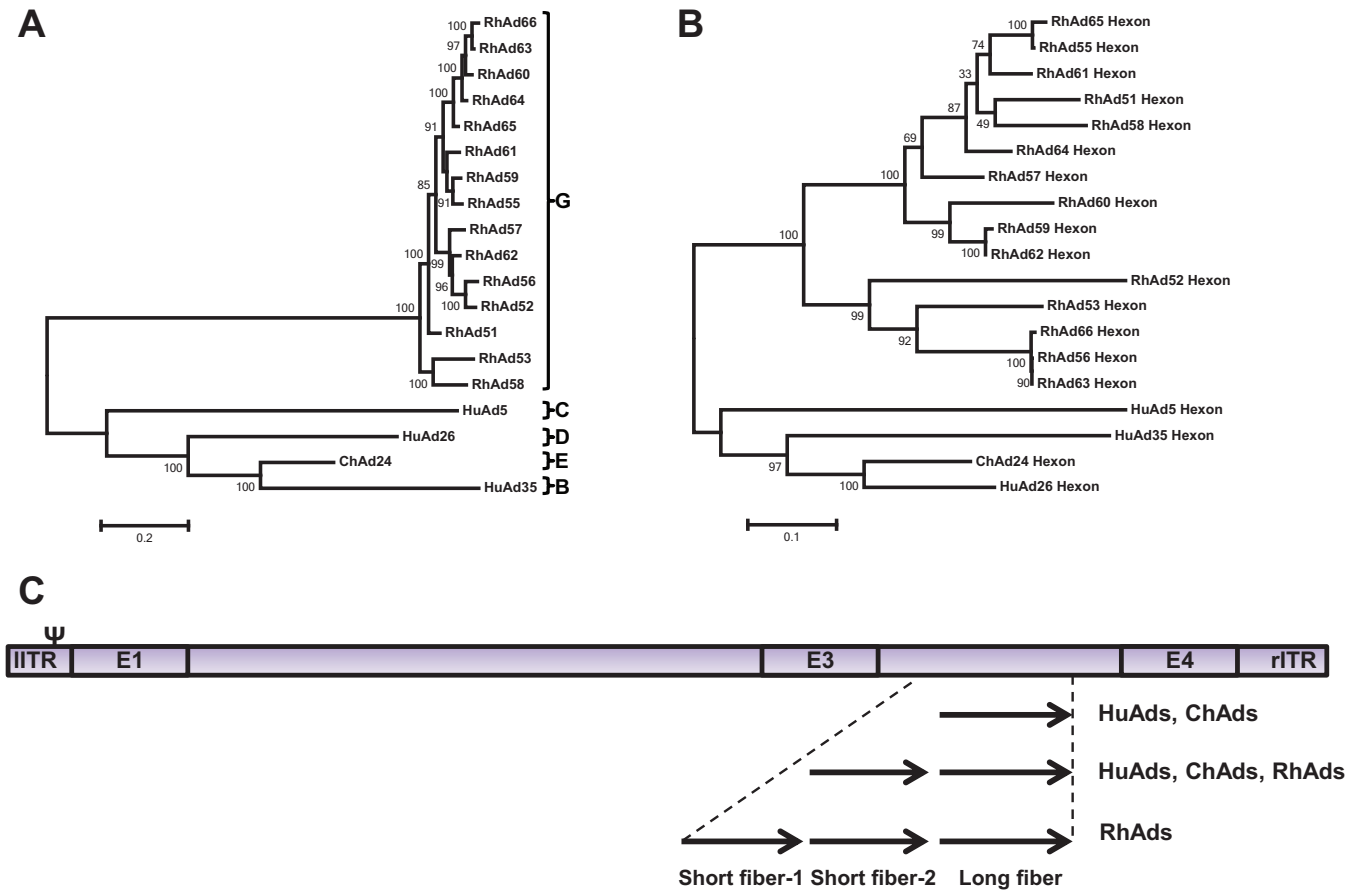 A
100
RhAd66
97
RhAd63
100
RhAd60
100
RhAd64
91
RhAd65
RhAd61
85
RhAd59
91
RhAd55
RhAd57
100
99
RhAd62
96
RhAd56
100
RhAd52
100
RhAd51
RhAd53
100
RhAd58
G
HuAd5
C
HuAd26
D
100
ChAd24
E
100
HuAd35
B
0.2
B
100
RhAd65 Hexon
74
RhAd55 Hexon
33
RhAd61 Hexon
87
RhAd51 Hexon
49
RhAd58 Hexon
69
RhAd64 Hexon
100
RhAd57 Hexon
RhAd60 Hexon
99
RhAd59 Hexon
100
RhAd62 Hexon
100
RhAd52 Hexon
99
RhAd53 Hexon
92
RhAd66 Hexon
100
RhAd56 Hexon
90
RhAd63 Hexon
HuAd5 Hexon
HuAd35 Hexon
97
ChAd24 Hexon
100
HuAd26 Hexon
0.1
C
Ψ
lITR E1 E3 E4 rITR
HuAds, ChAds
HuAds, ChAds, RhAds
RhAds
Short fiber-1 Short fiber-2 Long fiber